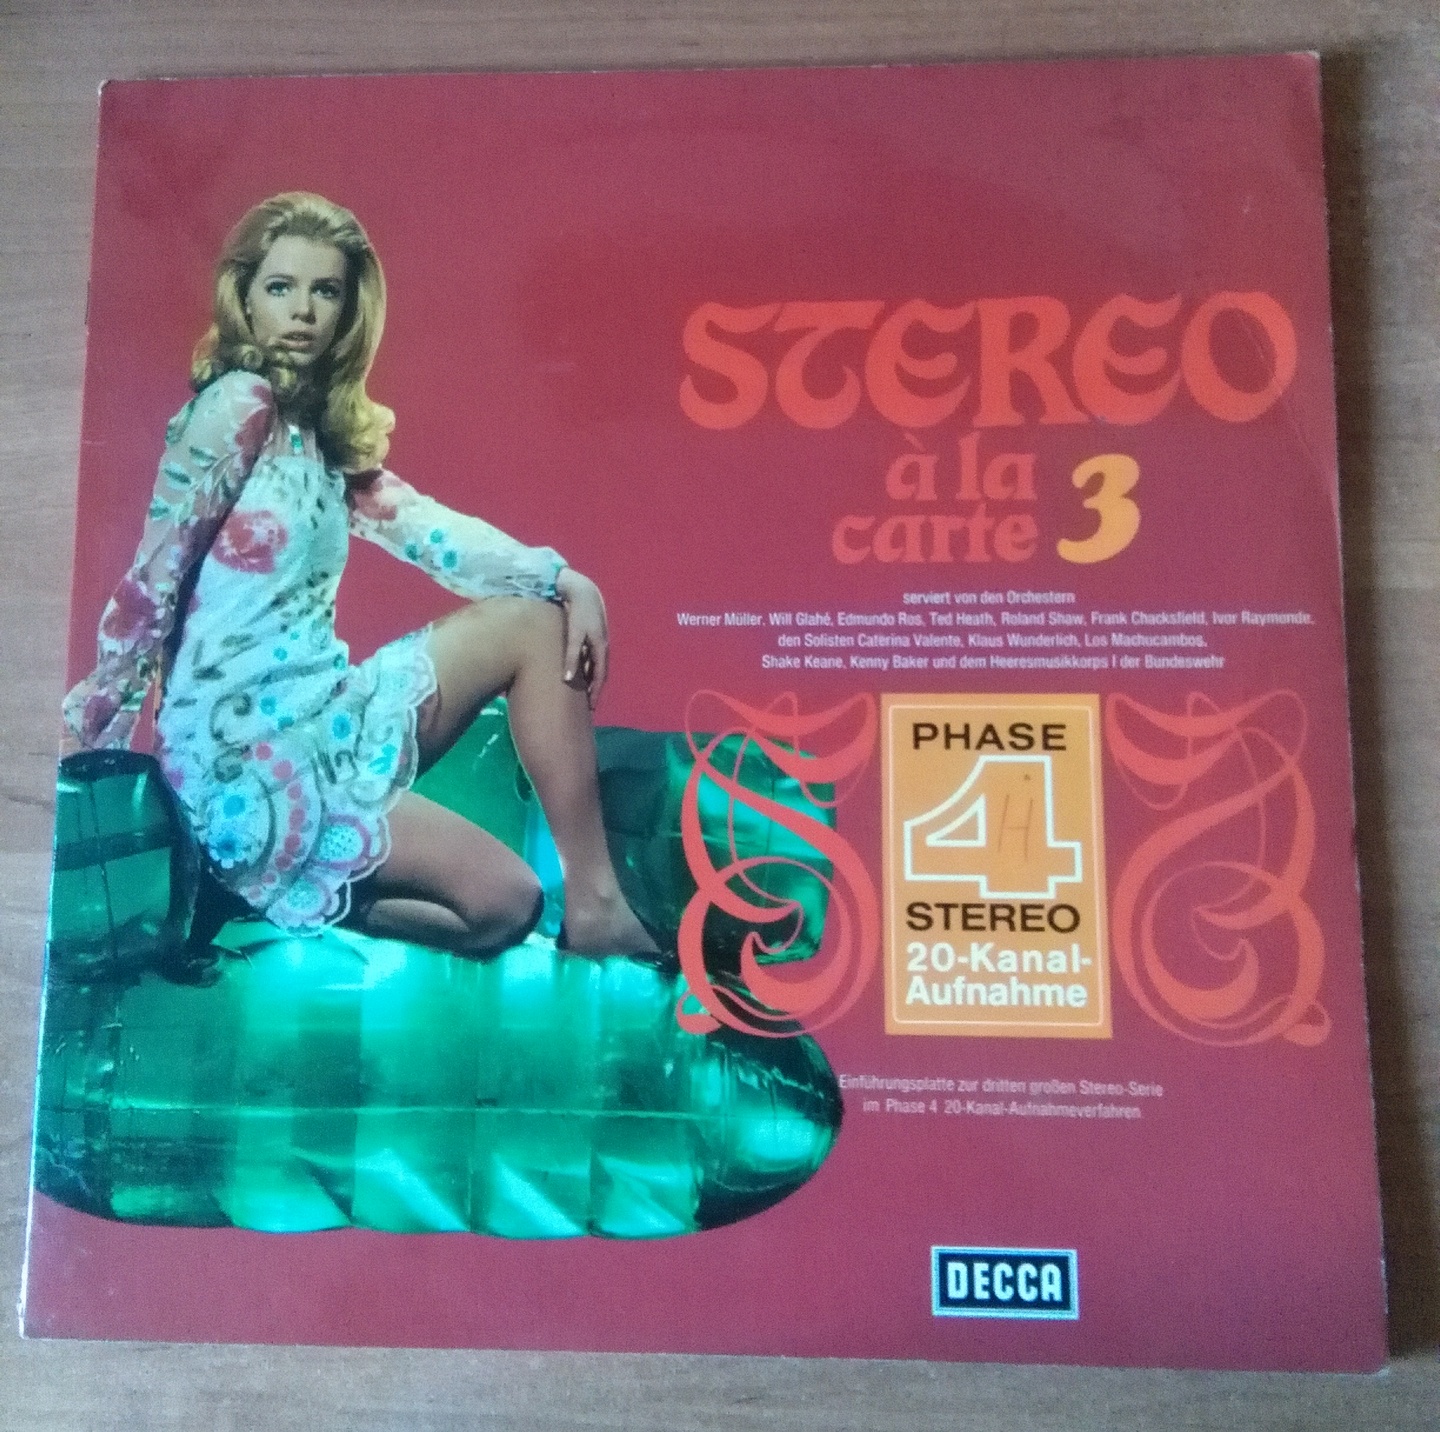 STEREO
à la
carte 3
serviert von den Orchestern
Werner Müller, Will Glahé, Edmundo Ros, Ted Heath, Roland Shaw, Frank Chacksfield, Ivor Raymonde,
den Solisten Caterina Valente, Klaus Wunderlich, Los Machucambos,
Shake Keane, Kenny Baker und dem Heeresmusikkorps I der Bundeswehr
PHASE
4
STEREO
20-Kanal-
Aufnahme
Einführungsplatte zur dritten großen Stereo-Serie
im Phase 4 20-Kanal-Aufnahmeverfahren
DECCA